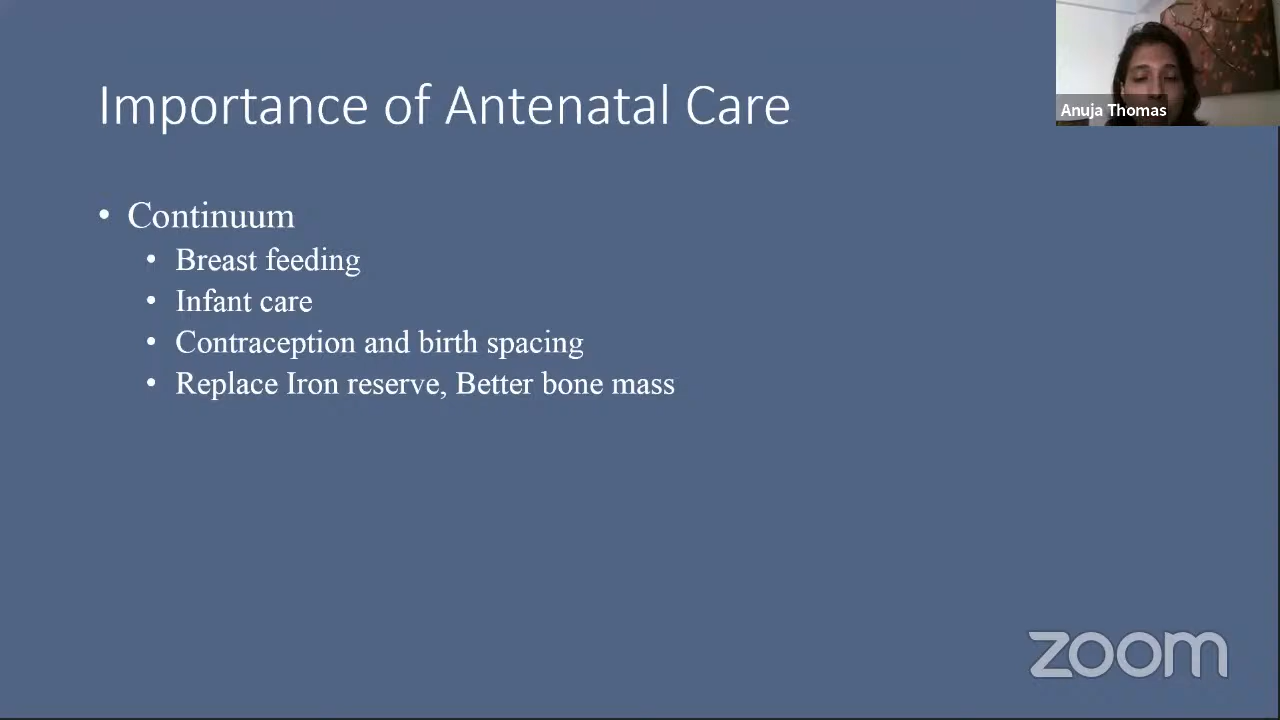 Importance of Antenatal Care
Anuja Thomas
• Continuum
• Breast feeding
• Infant care
• Contraception and birth spacing
• Replace Iron reserve, Better bone mass
zoom